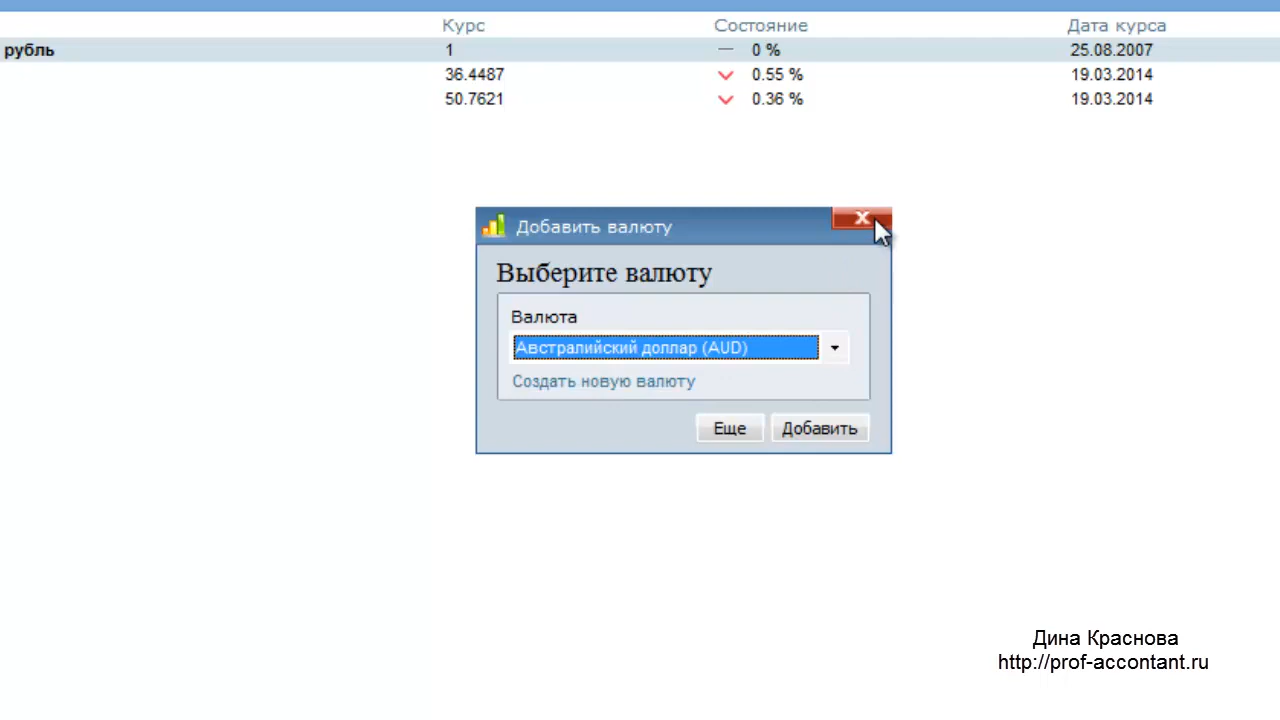 Курс Состояние Дата курса
рубль 1 — 0 % 25.08.2007
36.4487 0.55 % 19.03.2014
50.7621 0.36 % 19.03.2014
Добавить валюту
Выберите валюту
Валюта
Австралийский доллар (AUD)
Создать новую валюту
Еще Добавить
Дина Краснова
http://prof-accontant.ru